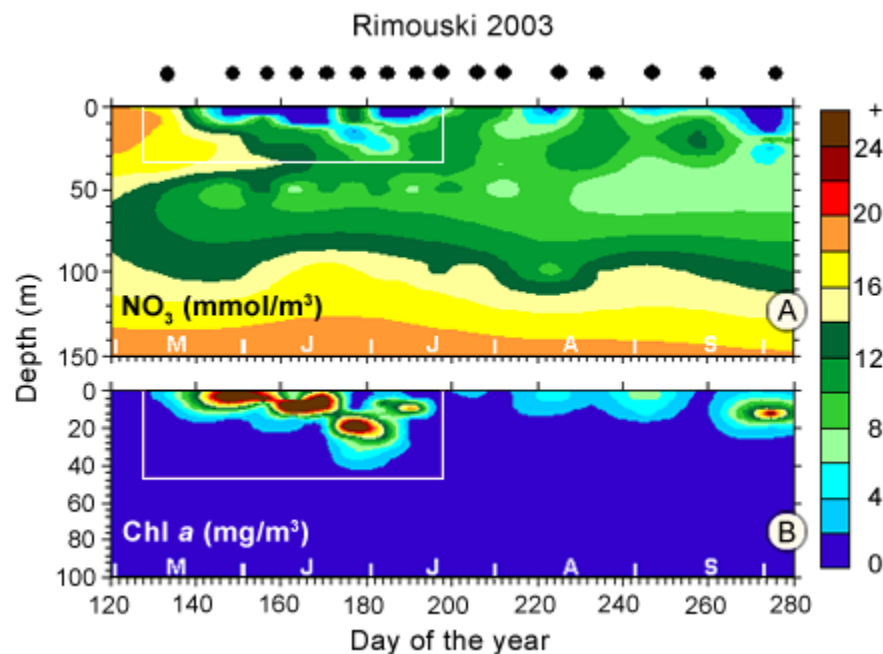 Rimouski 2003
0
50
100
150
Depth (m)
NO₃ (mmol/m³)
A
M J J A S
+
24
20
16
12
8
4
0
0
20
40
60
80
100
Chl a (mg/m³)
B
M J J A S
120 140 160 180 200 220 240 260 280
Day of the year